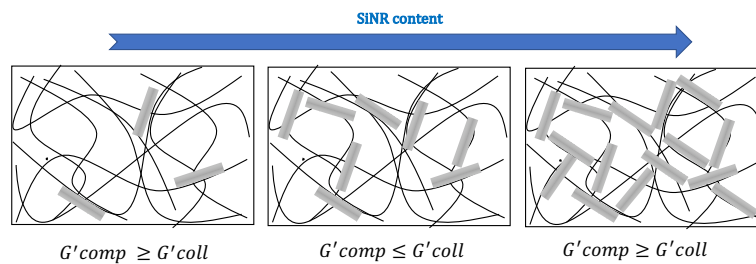 SiNR content
G'comp ≥ G'coll
G'comp ≤ G'coll
G'comp ≥ G'coll